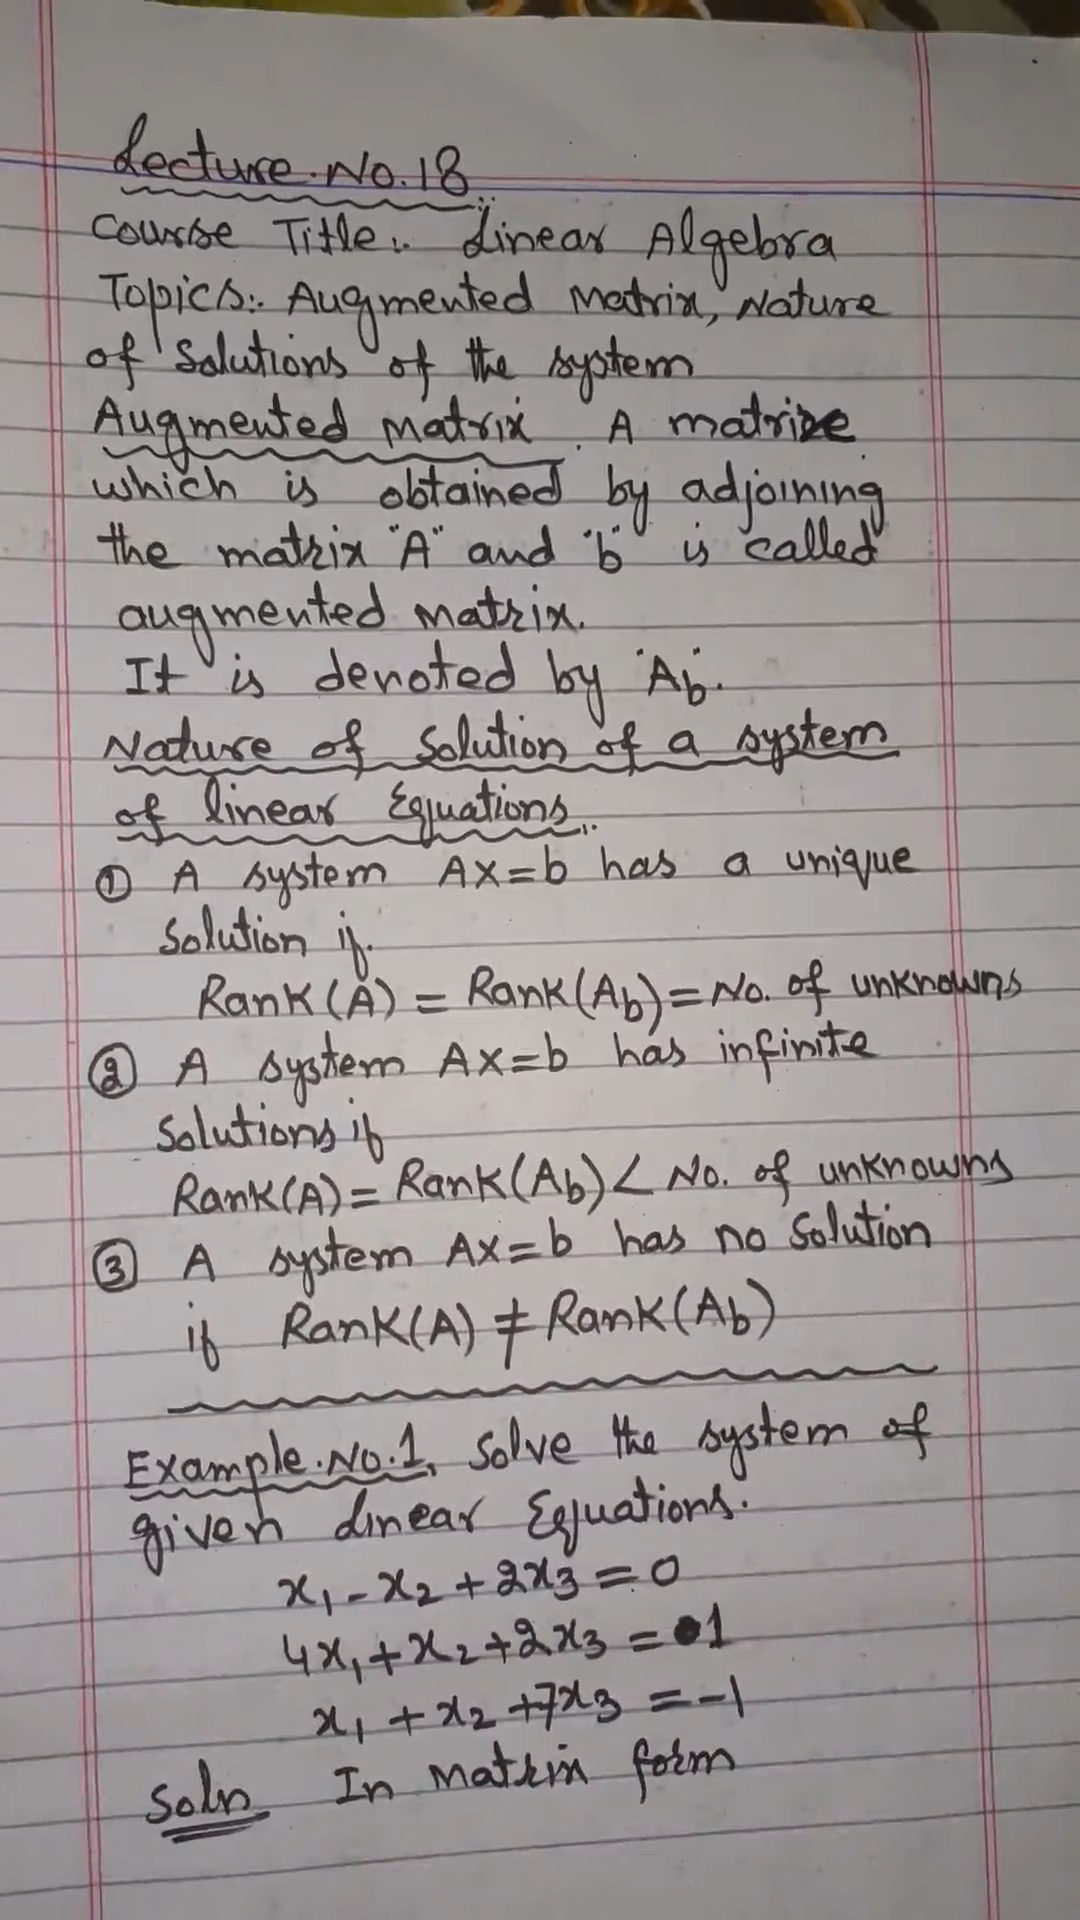 Lecture.No.18
Course Title:. Linear Algebra
Topics:. Augmented Matrix, Nature
of Solutions of the system
Augmented Matrix. A matrix
which is obtained by adjoining
the matrix "A" and "b" is called
augmented matrix.
It is denoted by "Ab".
Nature of Solution of a system
of linear Equations..
① A system AX=b has a unique
Solution if.
Rank(A) = Rank(Ab)=No. of unknowns
② A system AX=b has infinite
Solutions if
Rank(A)= Rank(Ab)< No. of unknowns
③ A system AX=b has no Solution
if Rank(A) ≠ Rank(Ab)
Example.No.1. Solve the system of
given Linear Equations.
x₁-x₂+2x₃=0
4x₁+x₂+2x₃=1
x₁+x₂+7x₃=-1
Soln In Matrix form